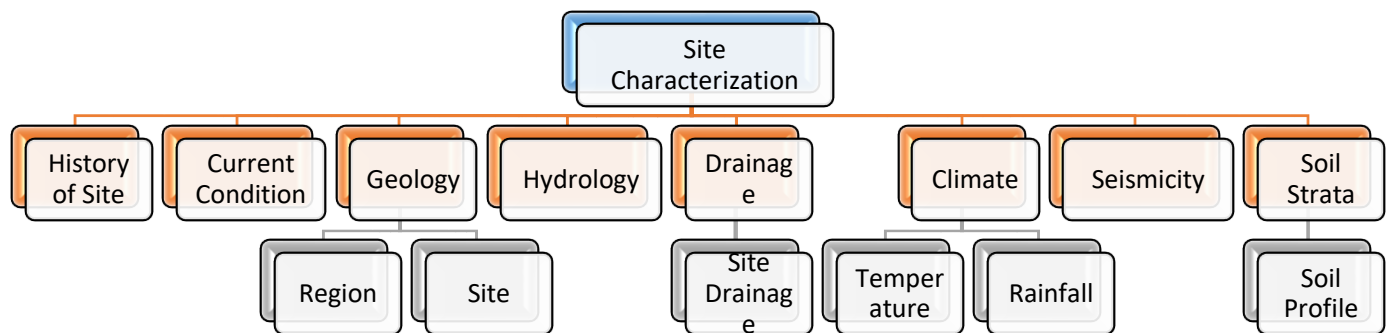 Site
Characterization
History
of Site
Current
Condition
Geology
Hydrology
Drainag
e
Climate
Seismicity
Soil
Strata
Region
Site
Site
Drainag
e
Temper
ature
Rainfall
Soil
Profile